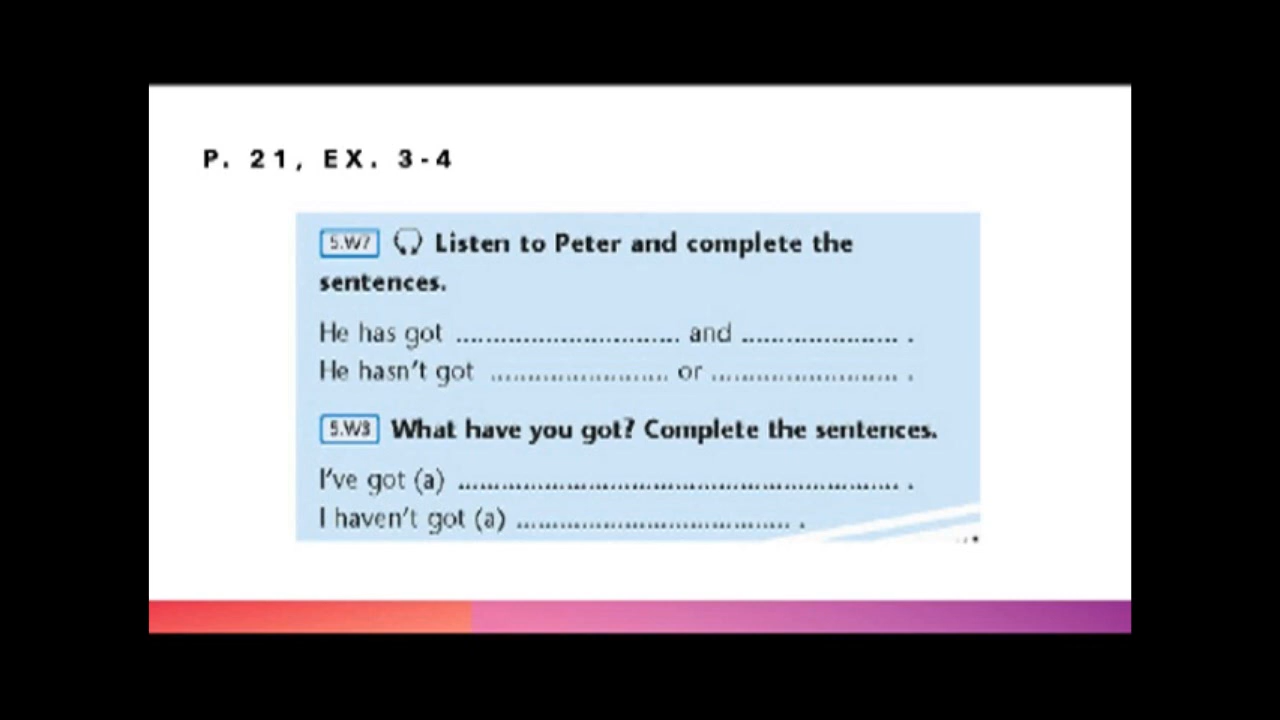 P. 21, EX. 3-4
5.W7 Listen to Peter and complete the
sentences.
He has got .............................. and ..................... .
He hasn't got ........................ or ......................... .
5.W8 What have you got? Complete the sentences.
I've got (a) ............................................................ .
I haven't got (a) ..................................... .